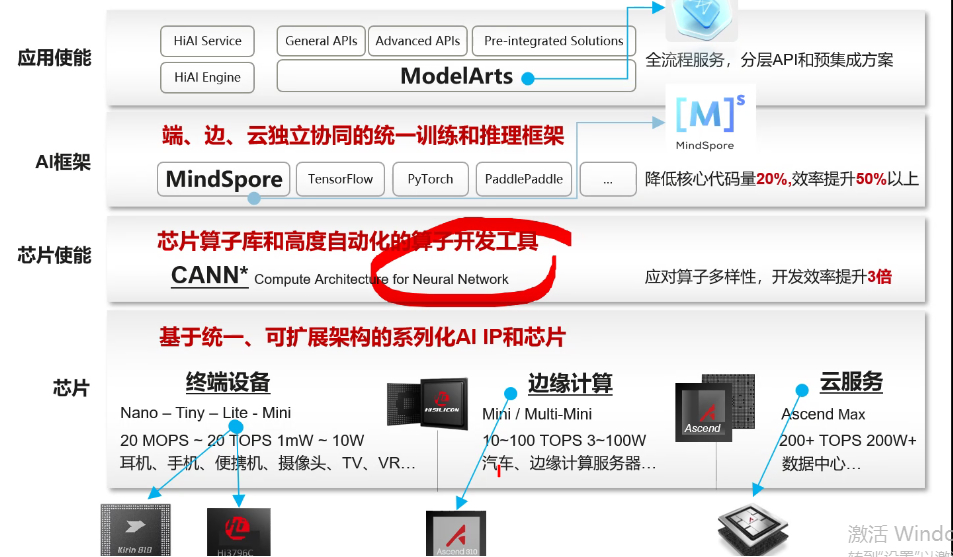 应用使能
HiAI Service
General APIs
Advanced APIs
Pre-integrated Solutions
HiAI Engine
ModelArts
全流程服务，分层API和预集成方案
AI框架
端、边、云独立协同的统一训练和推理框架
[M]s
MindSpore
MindSpore
TensorFlow
PyTorch
PaddlePaddle
...
降低核心代码量20%,效率提升50%以上
芯片使能
芯片算子库和高度自动化的算子开发工具
CANN* Compute Architecture for Neural Network
应对算子多样性，开发效率提升3倍
芯片
基于统一、可扩展架构的系列化AI IP和芯片
终端设备
Nano – Tiny – Lite - Mini
20 MOPS ~ 20 TOPS 1mW ~ 10W
耳机、手机、便携机、摄像头、TV、VR…
HISILICON
边缘计算
Mini / Multi-Mini
10~100 TOPS 3~100W
汽车、边缘计算服务器…
Ascend
云服务
Ascend Max
200+ TOPS 200W+
数据中心…
Kirin 810
Hi3796C
Ascend 310
激活 Windo
转到"设置"以激